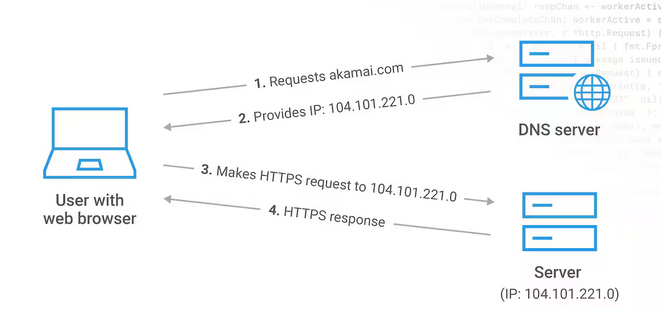 1. Requests akamai.com
2. Provides IP: 104.101.221.0
DNS server
3. Makes HTTPS request to 104.101.221.0
4. HTTPS response
User with
web browser
Server
(IP: 104.101.221.0)